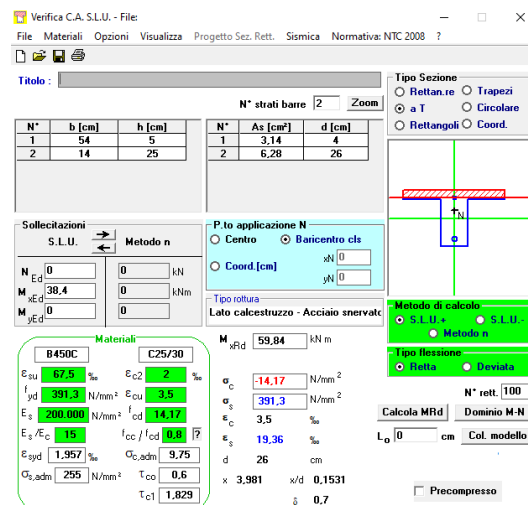 Verifica C.A. S.L.U. - File:
File Materiali Opzioni Visualizza Progetto Sez. Rett. Sismica Normativa: NTC 2008 ?
Titolo :
N° strati barre 2 Zoom
Tipo Sezione
Rettan.re Trapezi
a T Circolare
Rettangoli Coord.
N° b [cm] h [cm]
1 54 5
2 14 25
N° As [cm²] d [cm]
1 3,14 4
2 6,28 26
N
Sollecitazioni
S.L.U. Metodo n
N Ed 0 0 kN
M xEd 38,4 0 kNm
M yEd 0 0
P.to applicazione N
Centro Baricentro cls
Coord.[cm]
xN 0
yN 0
Tipo rottura
Lato calcestruzzo - Acciaio snervato
Metodo di calcolo
S.L.U.+ S.L.U.-
Metodo n
Tipo flessione
Retta Deviata
N° rett. 100
Calcola MRd Dominio M-N
L₀ 0 cm Col. modello
Precompresso
Materiali
B450C C25/30
εsu 67,5 ‰ εc2 2 ‰
fyd 391,3 N/mm² εcu 3,5
Es 200.000 N/mm² fcd 14,17
Es/Ec 15 fcc / fcd 0,8 ?
εsyd 1,957 ‰ σc,adm 9,75
σs,adm 255 N/mm² τco 0,6
τc1 1,829
M xRd 59,84 kN m
σc -14,17 N/mm²
σs 391,3 N/mm²
εc 3,5 ‰
εs 19,36 ‰
d 26 cm
x 3,981 x/d 0,1531
δ 0,7